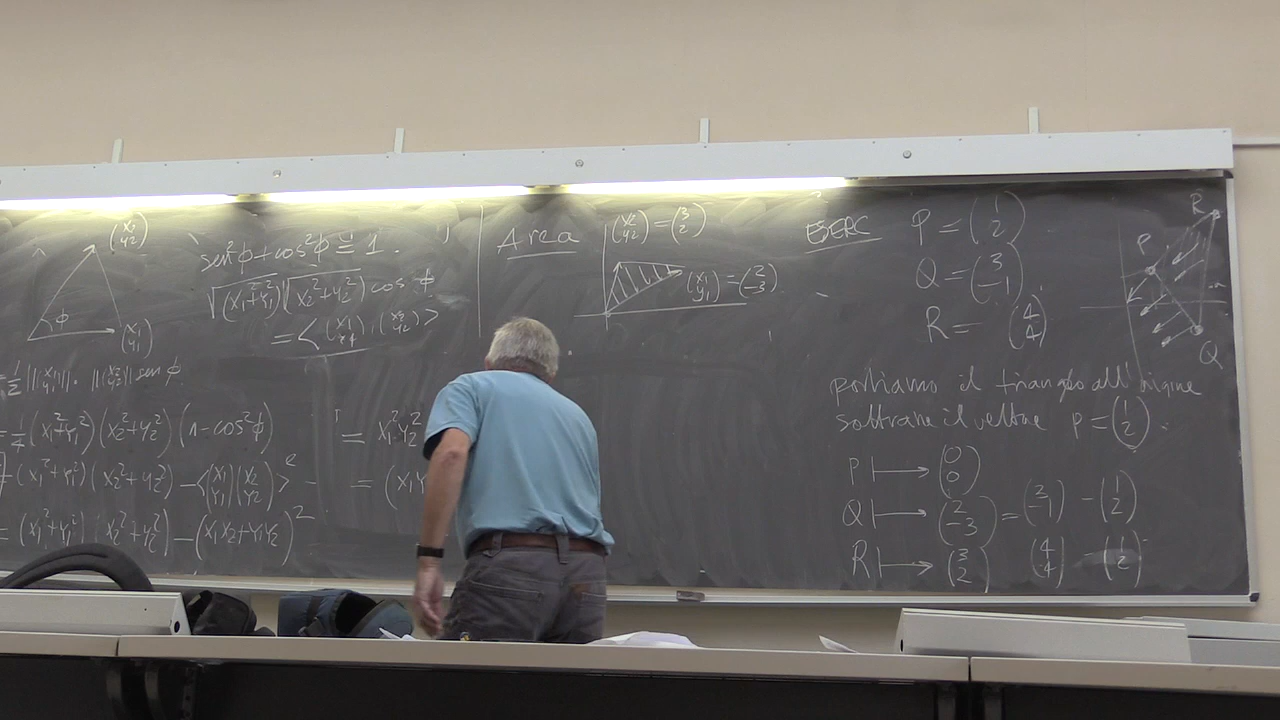 (x₂ y₂)
φ
(x₁ y₁)
sen²φ + cos²φ = 1.
√(x₁²+y₁²) √(x₂²+y₂²) cos φ
= < (x₁ y₁), (x₂ y₂) >
= ½ ||(x₁ y₁)|| · ||(x₂ y₂)|| sen φ
= ¼ (x₁²+y₁²)(x₂²+y₂²)(1-cos²φ)
(x₁²+y₁²)(x₂²+y₂²) - <(x₁ y₁)(x₂ y₂)>²
= (x₁²+y₁²)(x₂²+y₂²) - (x₁x₂+y₁y₂)²
= x₁²y₂²
= (x₁y
Area
(x₂ y₂) = (3 2)
(x₁ y₁) = (2 -3)
ESERC
P = (1 2)
Q = (3 -1)
R = (4 4)
R
P
Q
portiamo il triangolo all'origine
sottrarre il vettore P = (1 2).
P ↦ (0 0)
Q ↦ (2 -3) = (3 -1) - (1 2)
R ↦ (3 2) (4 4) (1 2)